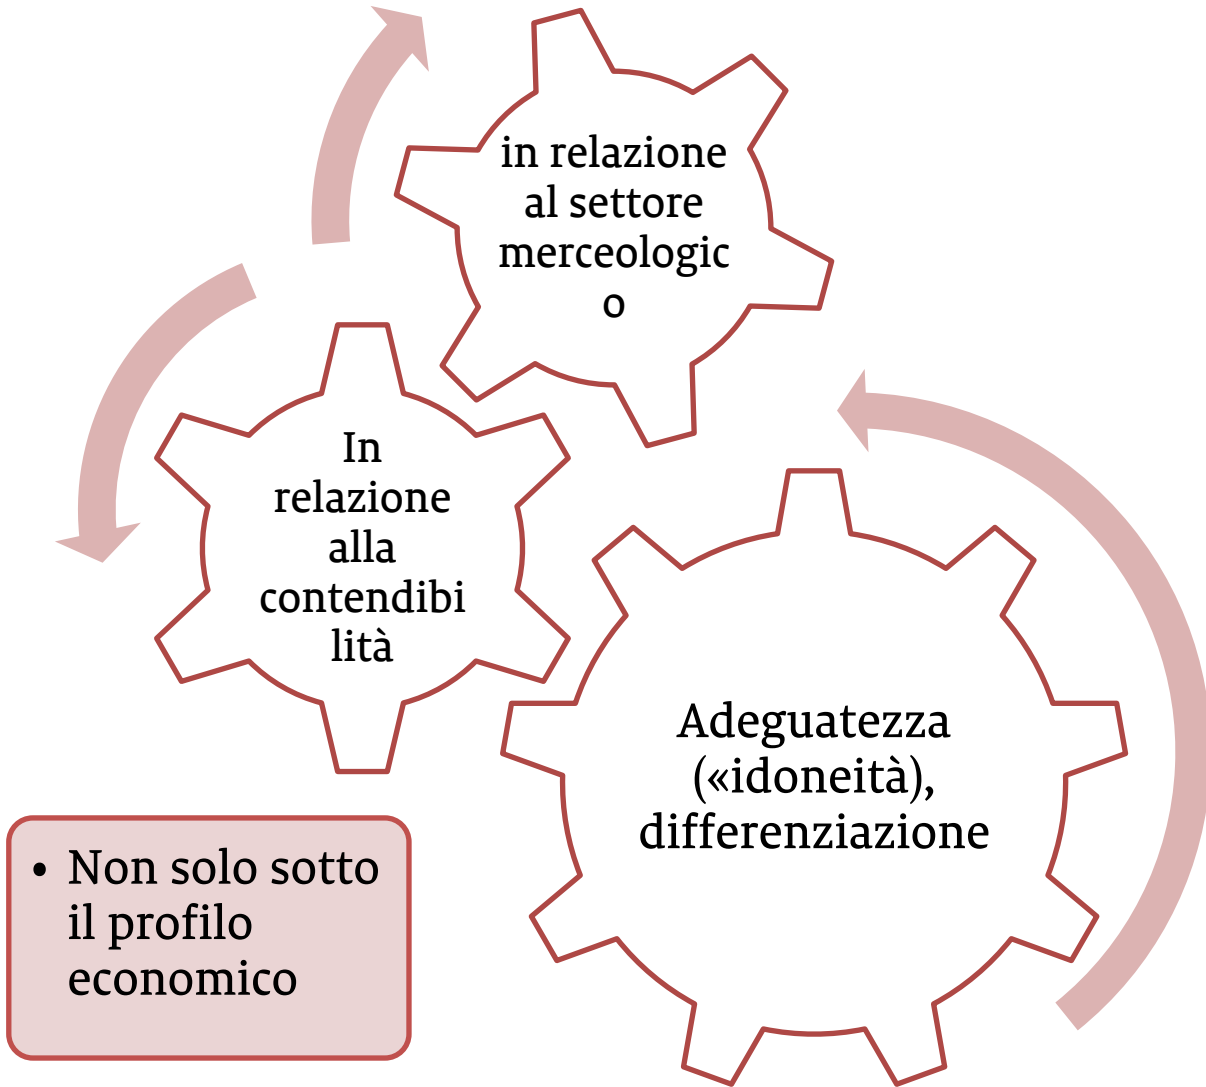 in relazione
al settore
merceologic
o
In
relazione
alla
contendibi
lità
Adeguatezza
(«idoneità),
differenziazione
• Non solo sotto
il profilo
economico